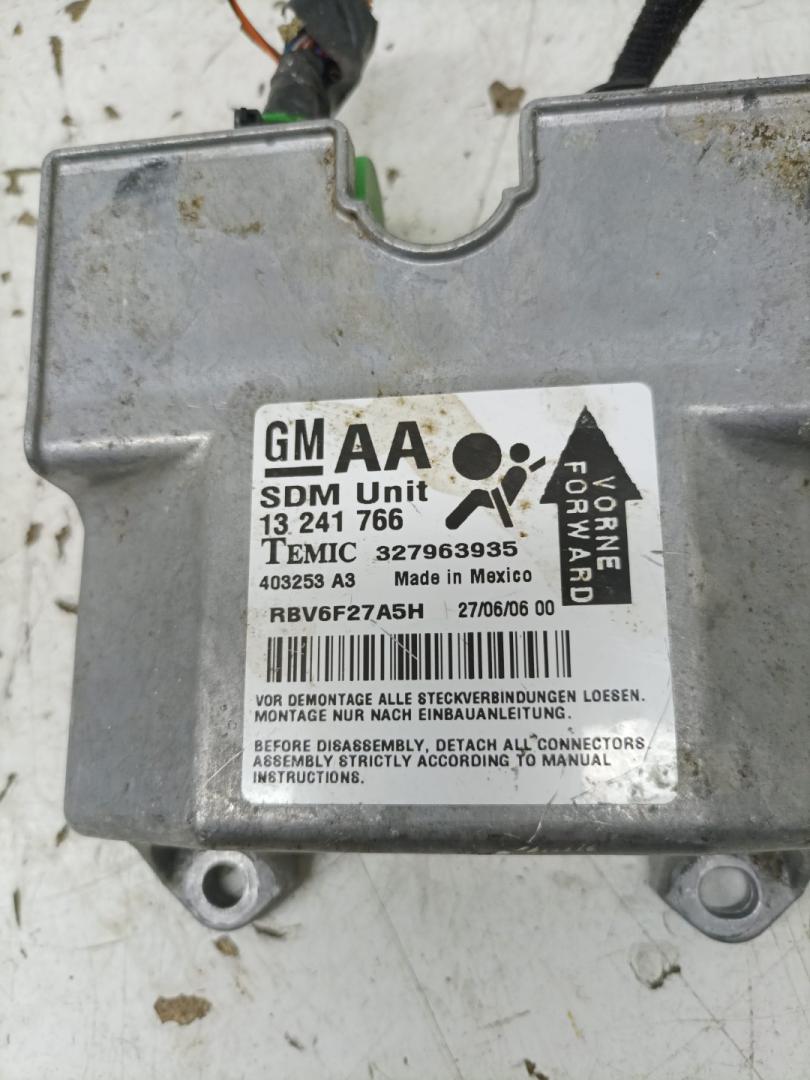 GM AA
SDM Unit
13 241 766
TEMIC 327963935
403253 A3 Made in Mexico
RBV6F27A5H 27/06/06 00
VORNE
FORWARD
VOR DEMONTAGE ALLE STECKVERBINDUNGEN LOESEN.
MONTAGE NUR NACH EINBAUANLEITUNG.
BEFORE DISASSEMBLY, DETACH ALL CONNECTORS.
ASSEMBLE STRICTLY ACCORDING TO MANUAL
INSTRUCTIONS.